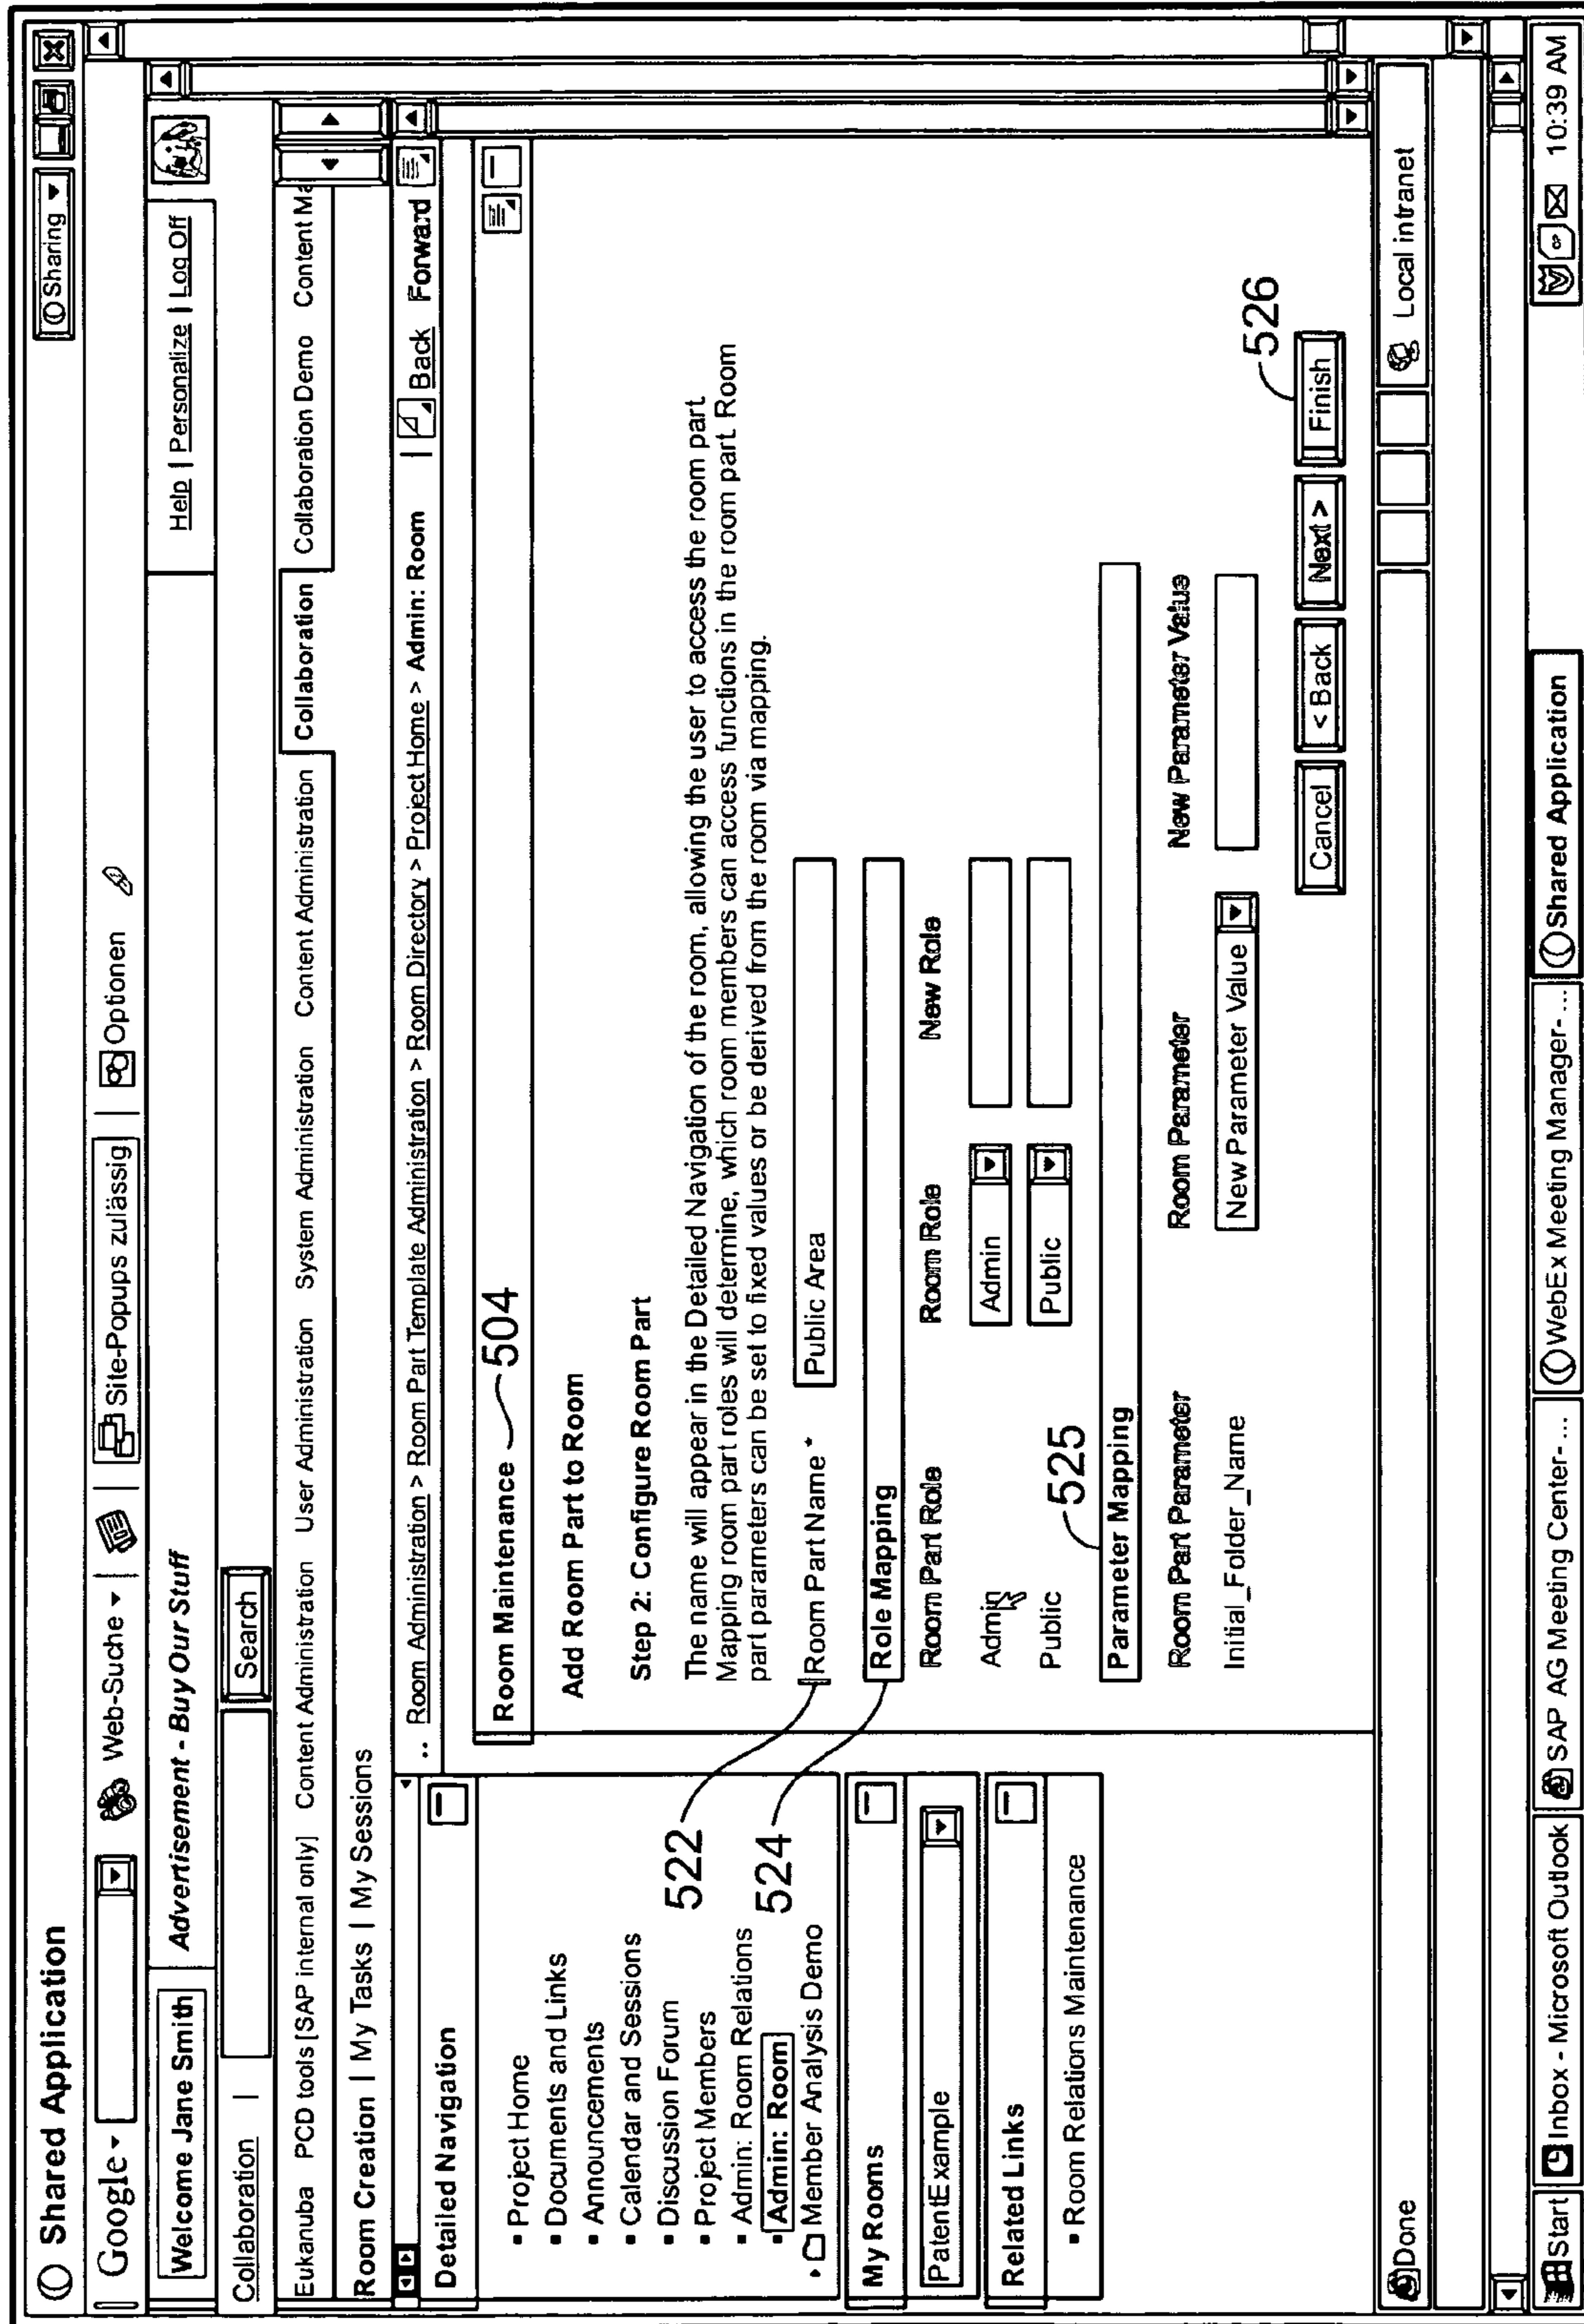 Shared Application
Sharing
Google
Web-Suche
Site-Popups zulässig
Optionen
Welcome Jane Smith
Advertisement - Buy Our Stuff
Help | Personalize | Log Off
Collaboration |
Search
Eukanuba PCD tools [SAP internal only] Content Administration User Administration System Administration Content Administration Collaboration Collaboration Demo Content Ma
Room Creation | My Tasks | My Sessions
.. Room Administration > Room Part Template Administration > Room Directory > Project Home > Admin: Room
| Back Forward
Detailed Navigation
▪ Project Home
▪ Documents and Links
▪ Announcements
▪ Calendar and Sessions
▪ Discussion Forum
▪ Project Members
▪ Admin: Room Relations
▪ Admin: Room
Member Analysis Demo
My Rooms
PatentExample
Related Links
▪ Room Relations Maintenance
522
524
Room Maintenance
504
Add Room Part to Room
Step 2: Configure Room Part
The name will appear in the Detailed Navigation of the room, allowing the user to access the room part.
Mapping room part roles will determine, which room members can access functions in the room part. Room
part parameters can be set to fixed values or be derived from the room via mapping.
Room Part Name * Public Area
Role Mapping
Room Part Role Room Role New Role
Admin Admin
Public Public
525
Parameter Mapping
Room Part Parameter Room Parameter New Parameter Value
Initial_Folder_Name New Parameter Value
526
Cancel < Back Next > Finish
Done
Local intranet
Start
Inbox - Microsoft Outlook
SAP AG Meeting Center- ...
WebEx Meeting Manager- ...
Shared Application
10:39 AM